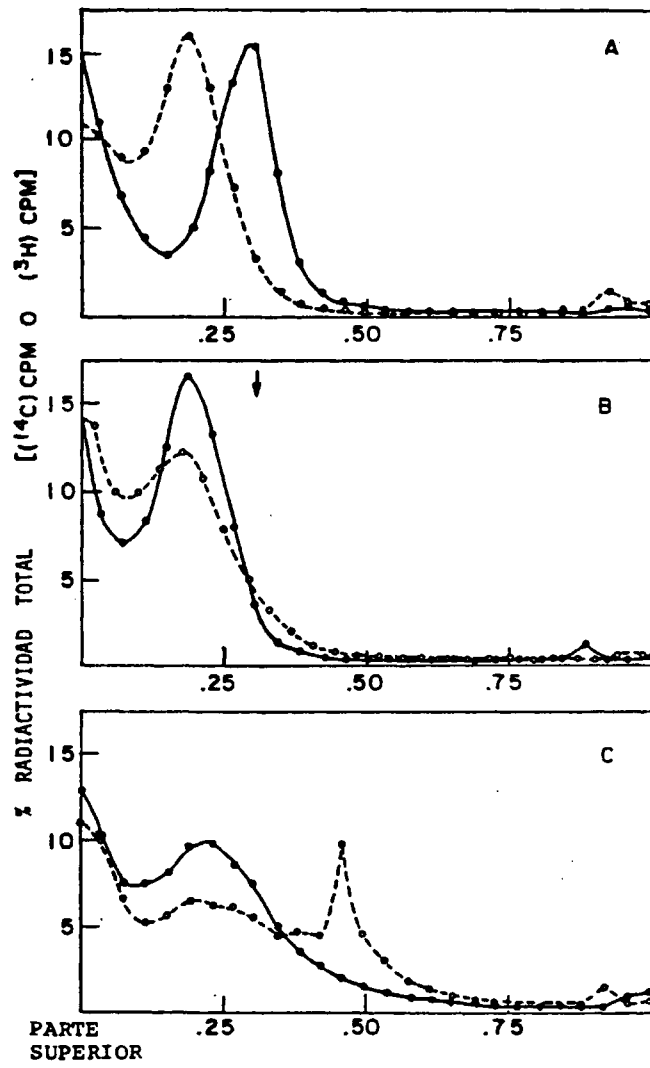 % RADIACTIVIDAD TOTAL [(¹⁴C) CPM O (³H) CPM]
A
15
10
5
.25 .50 .75
B
15
10
5
.25 .50 .75
C
15
10
5
.25 .50 .75
PARTE
SUPERIOR